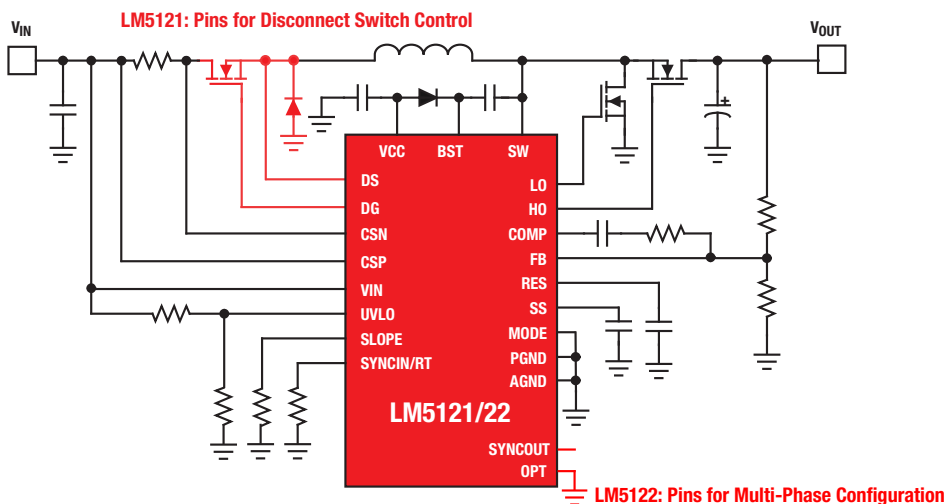 LM5121: Pins for Disconnect Switch Control
VIN
VOUT
VCC BST SW
DS
DG
CSN
CSP
VIN
UVLO
SLOPE
SYNCIN/RT
LO
HO
COMP
FB
RES
SS
MODE
PGND
AGND
LM5121/22
SYNCOUT
OPT
LM5122: Pins for Multi-Phase Configuration